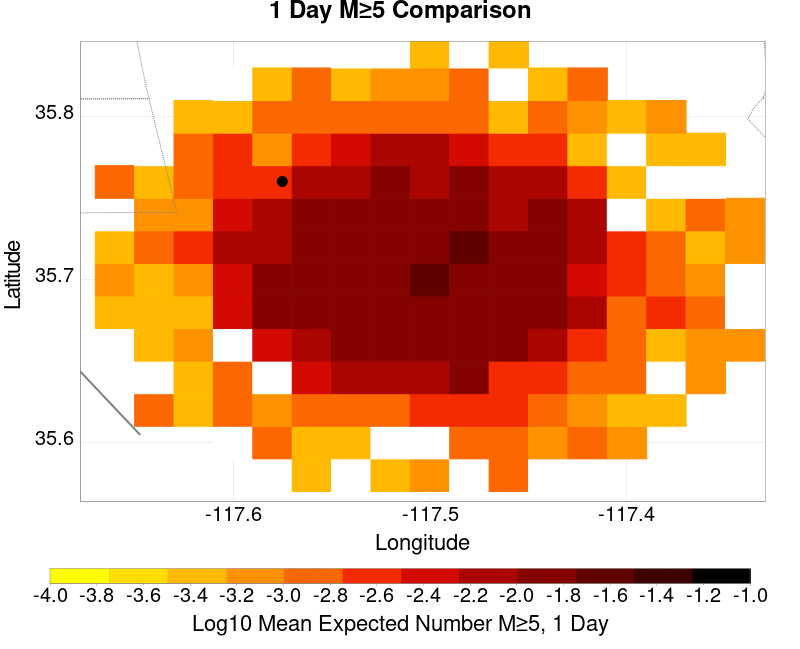 1 Day M≥5 Comparison
35.8
35.7
35.6
Latitude
-117.6 -117.5 -117.4
Longitude
-4.0 -3.8 -3.6 -3.4 -3.2 -3.0 -2.8 -2.6 -2.4 -2.2 -2.0 -1.8 -1.6 -1.4 -1.2 -1.0
Log10 Mean Expected Number M≥5, 1 Day